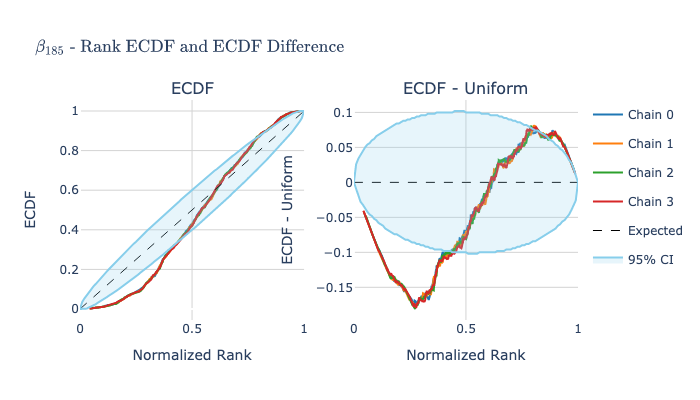 β₁₈₅ - Rank ECDF and ECDF Difference
ECDF
ECDF
1
0.8
0.6
0.4
0.2
0
0
0.5
1
Normalized Rank
ECDF - Uniform
ECDF - Uniform
0.1
0.05
0
−0.05
−0.1
−0.15
0
0.5
1
Normalized Rank
Chain 0
Chain 1
Chain 2
Chain 3
Expected
95% CI